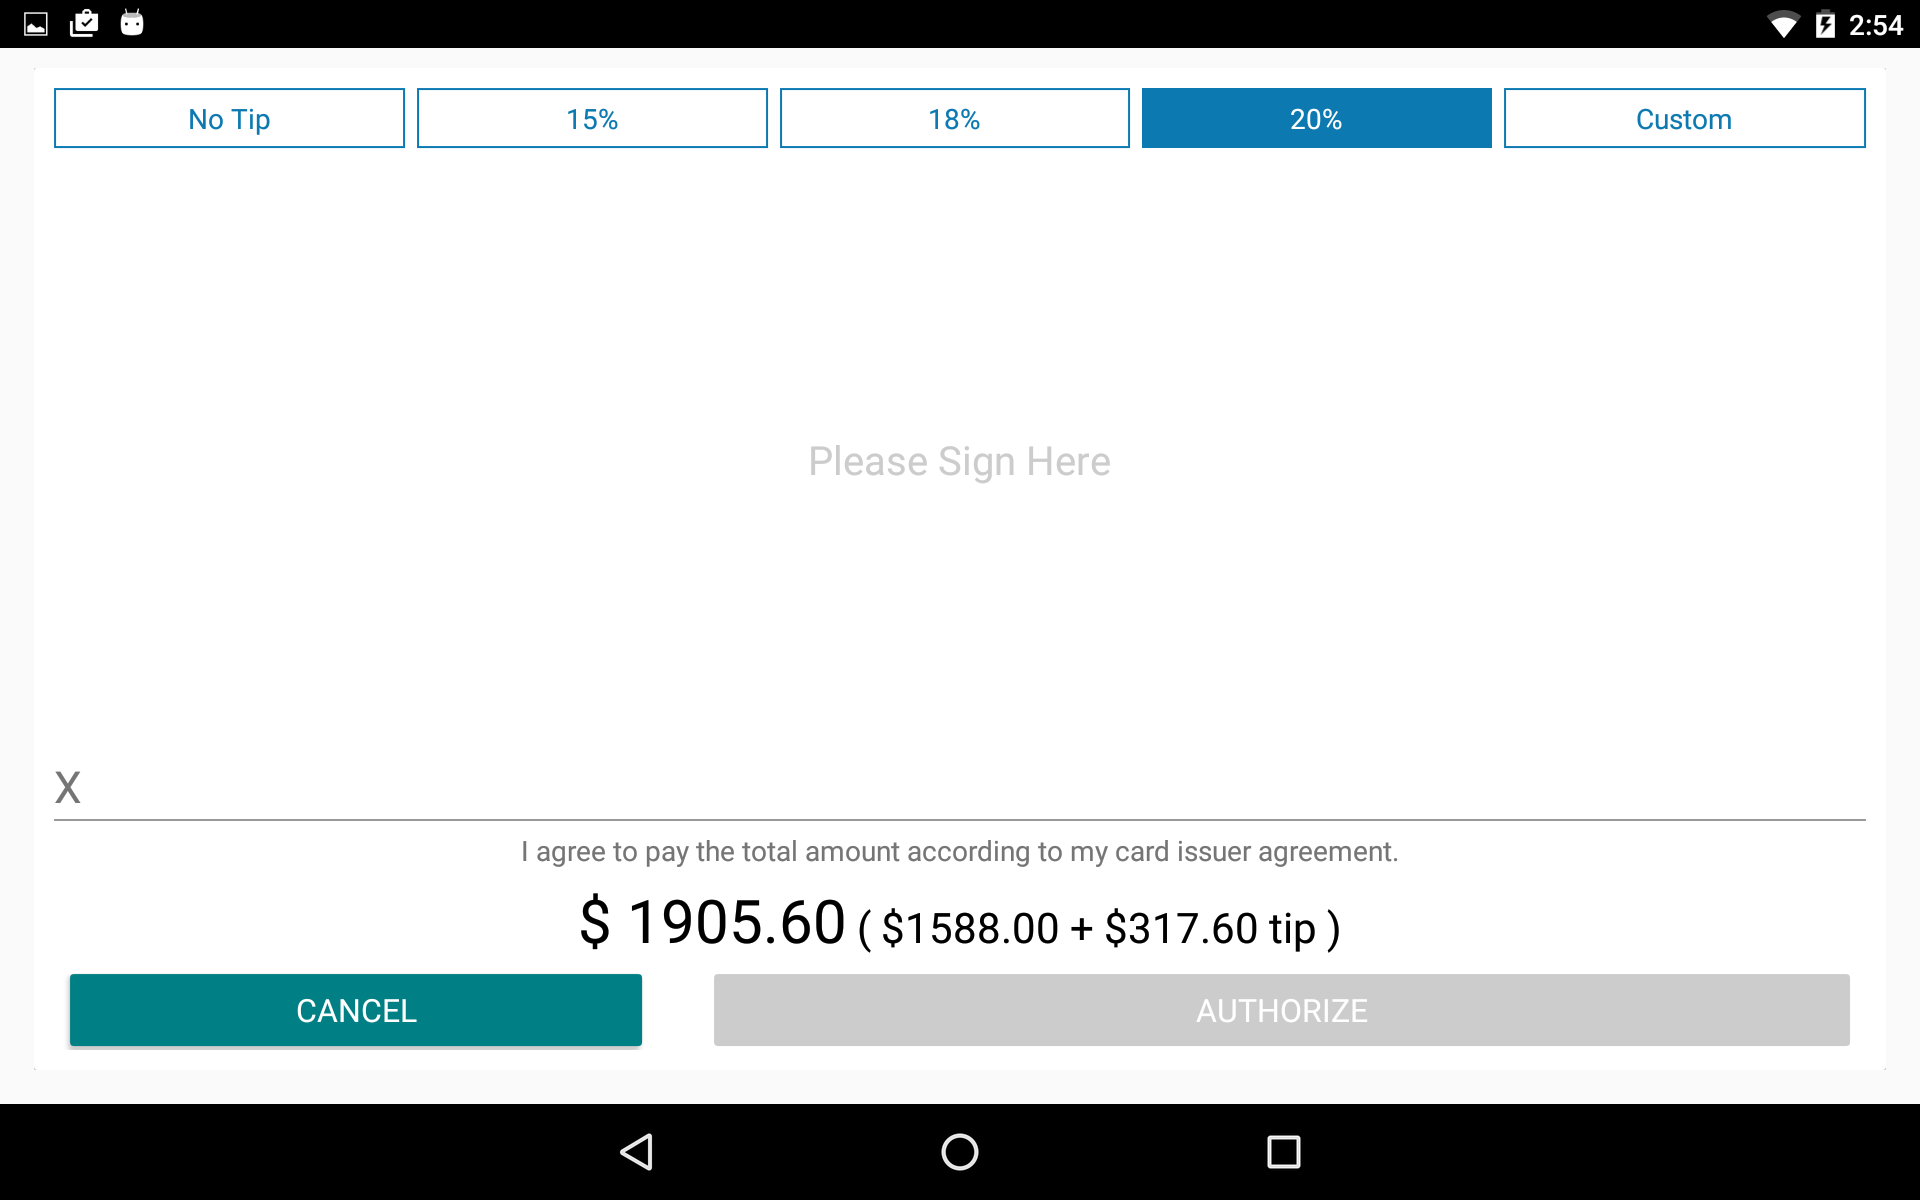 2:54
No Tip 15% 18% 20% Custom
Please Sign Here
X
I agree to pay the total amount according to my card issuer agreement.
$ 1905.60 ( $1588.00 + $317.60 tip )
CANCEL AUTHORIZE